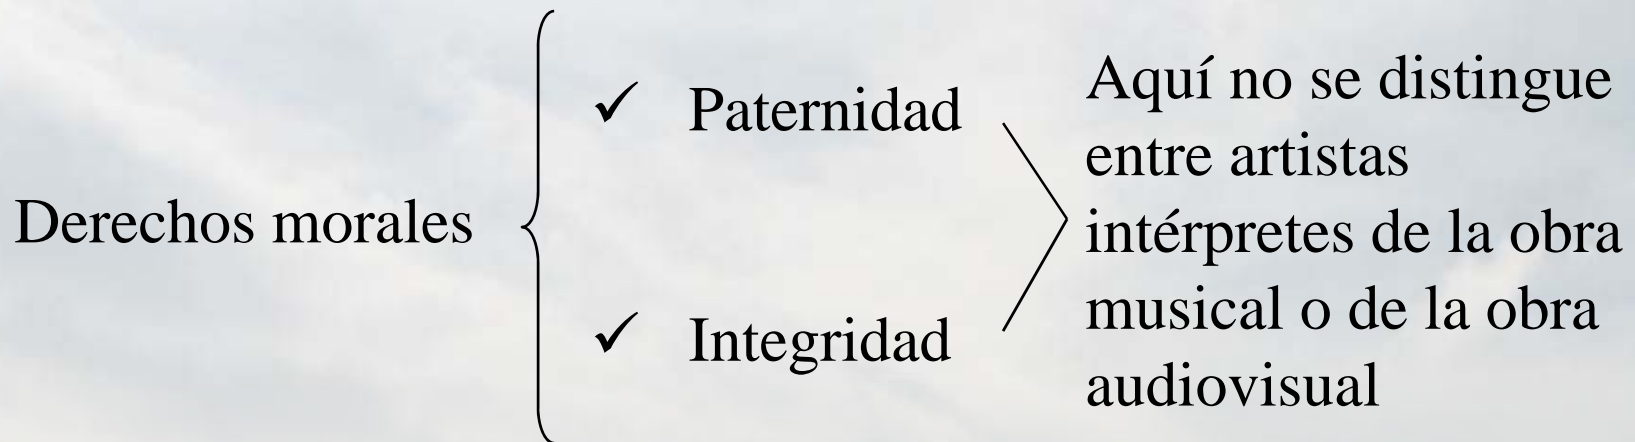 Derechos morales
✓ Paternidad
✓ Integridad
Aquí no se distingue
entre artistas
intérpretes de la obra
musical o de la obra
audiovisual